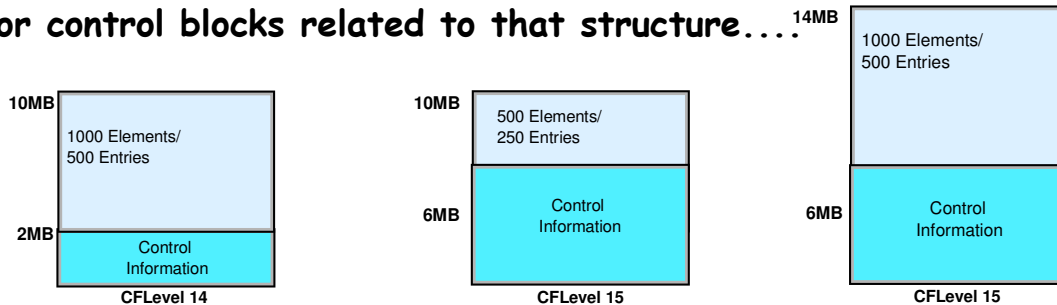 or control blocks related to that structure....
14MB
1000 Elements/
500 Entries
10MB
1000 Elements/
500 Entries
10MB
500 Elements/
250 Entries
2MB
Control
Information
6MB
Control
Information
6MB
Control
Information
CFLevel 14
CFLevel 15
CFLevel 15